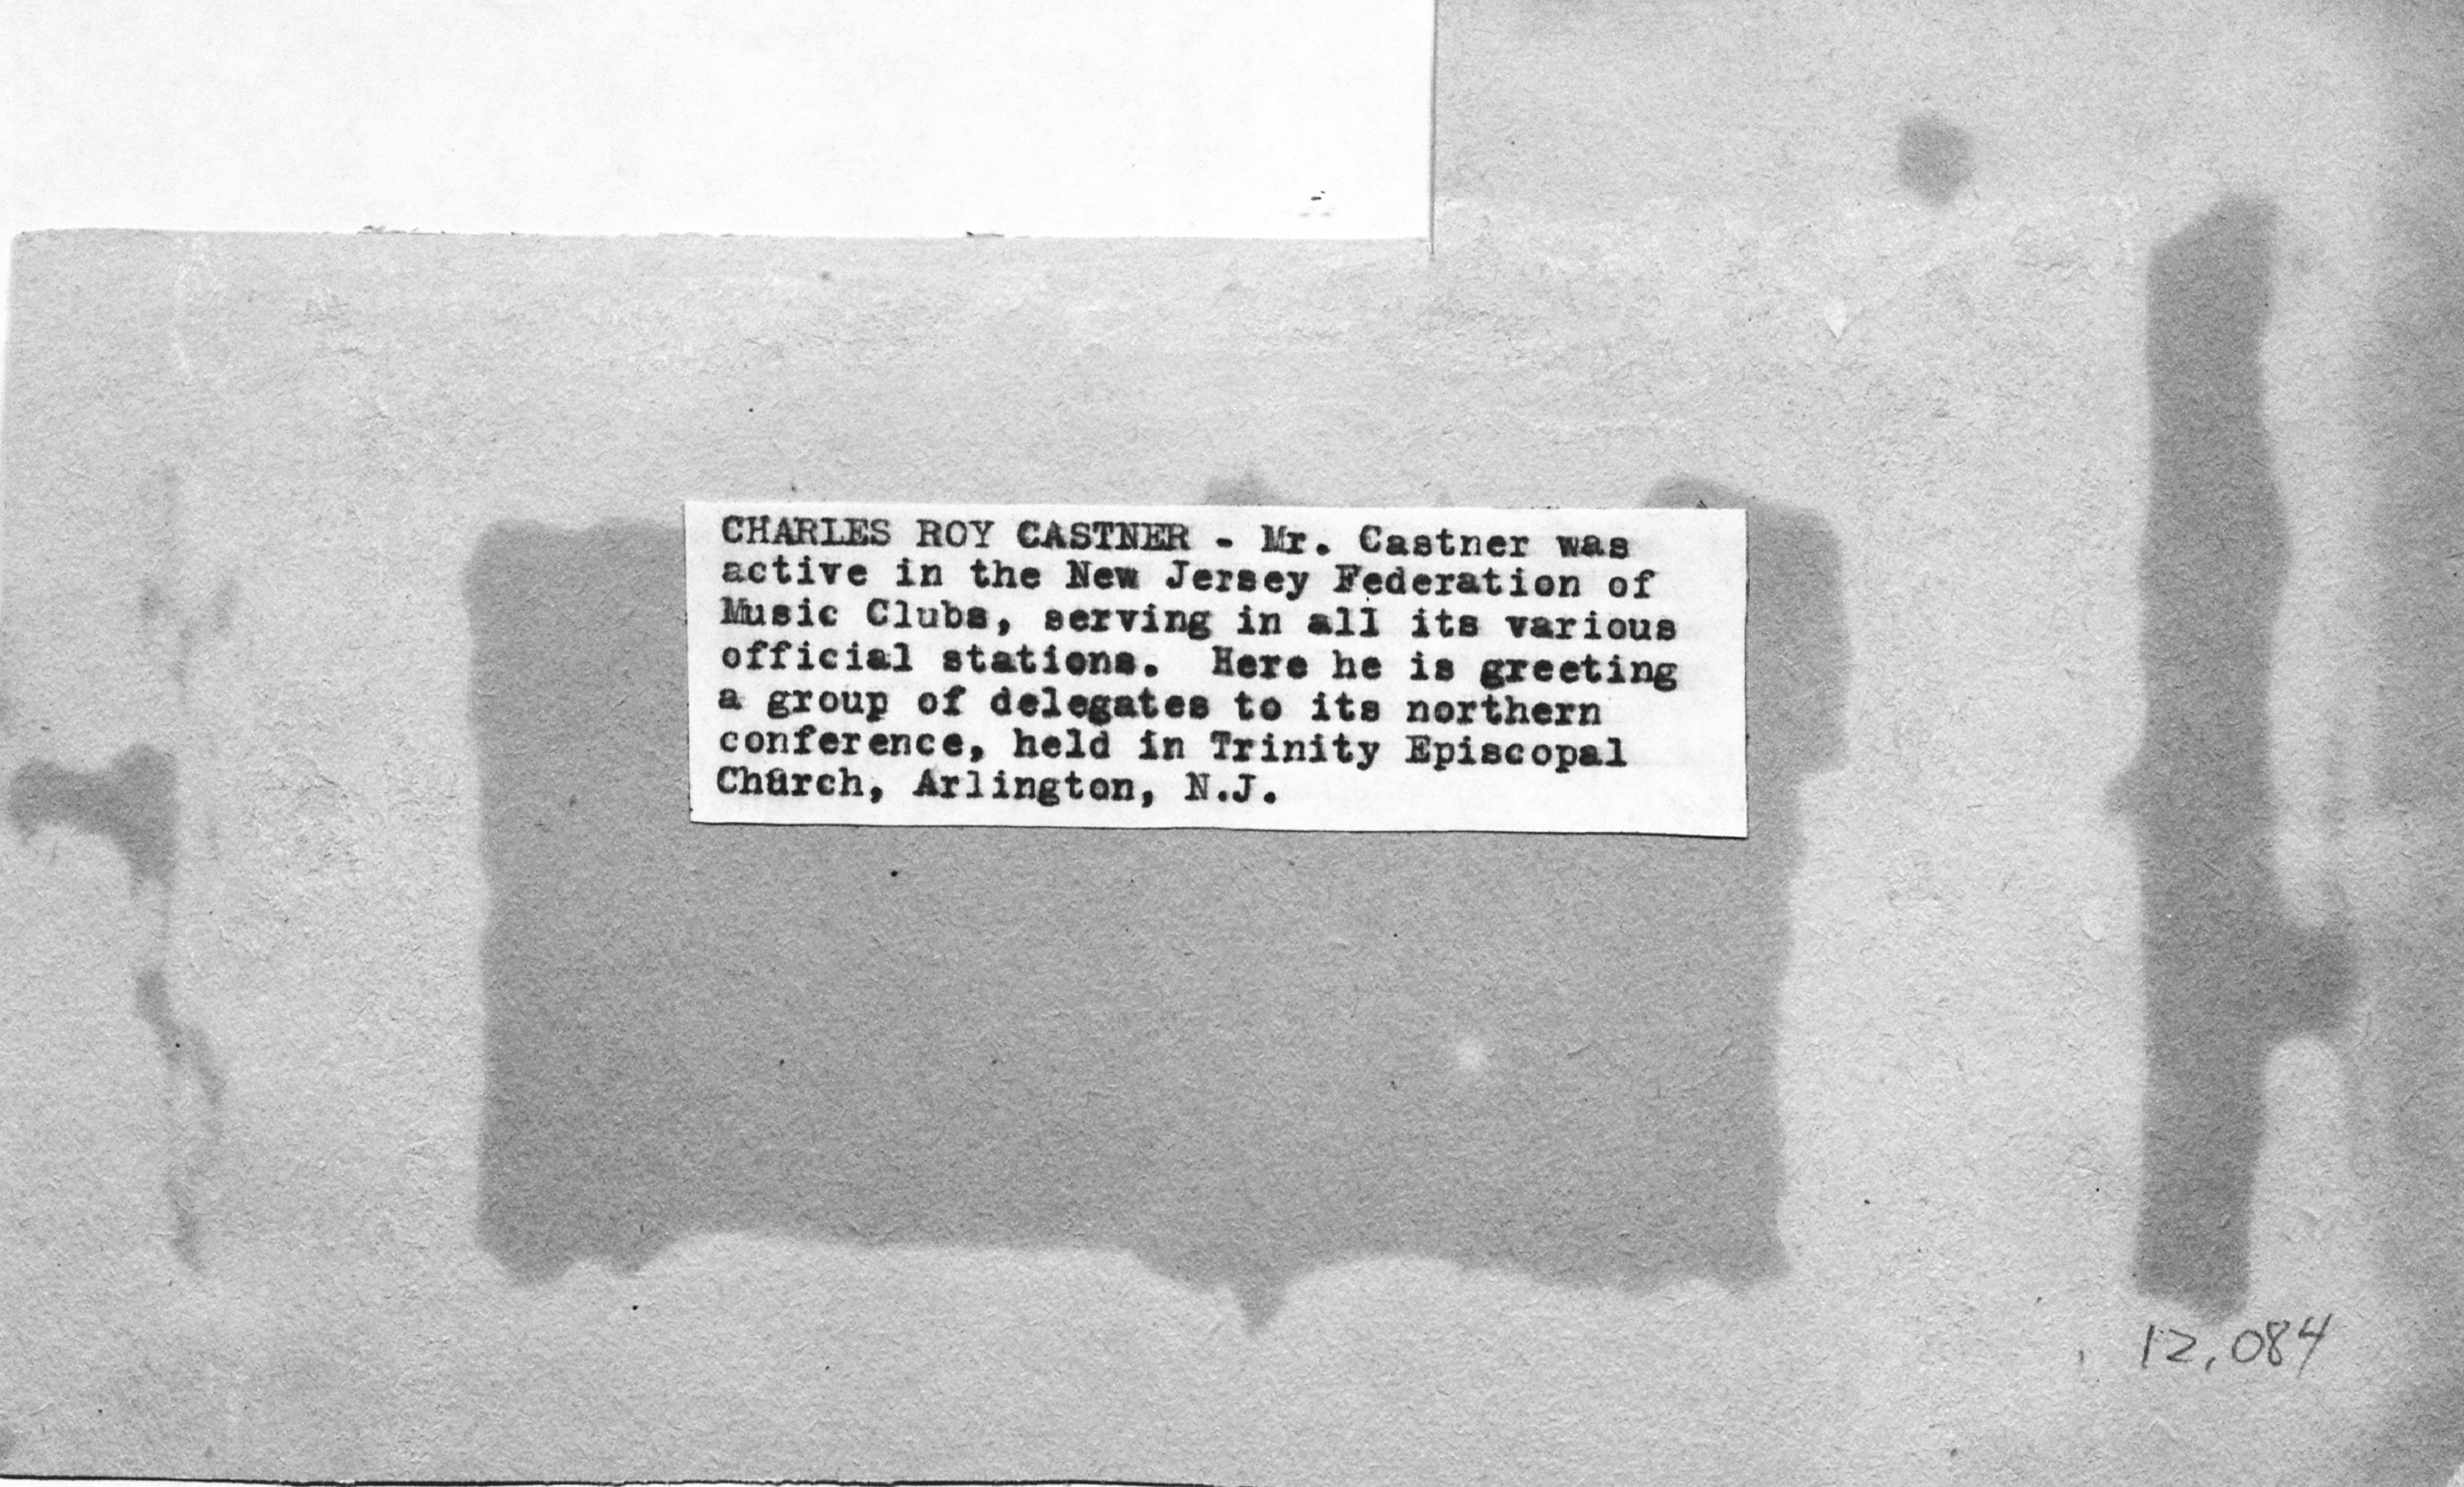 CHARLES ROY CASTNER - Mr. Castner was
active in the New Jersey Federation of
Music Clubs, serving in all its various
official stations.  Here he is greeting
a group of delegates to its northern
conference, held in Trinity Episcopal
Church, Arlington, N.J.
12,084